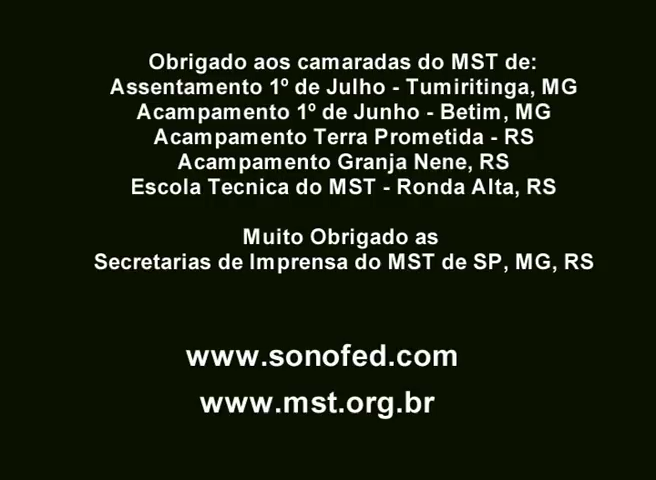 Obrigado aos camaradas do MST de:
Assentamento 1º de Julho - Tumiritinga, MG
Acampamento 1º de Junho - Betim, MG
Acampamento Terra Prometida - RS
Acampamento Granja Nene, RS
Escola Tecnica do MST - Ronda Alta, RS
Muito Obrigado as
Secretarias de Imprensa do MST de SP, MG, RS
www.sonofed.com
www.mst.org.br